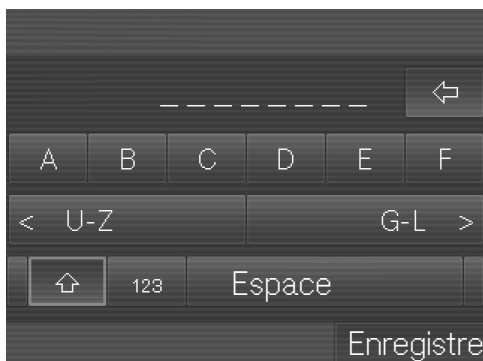 _ _ _ _ _ _ _ _
A B C D E F
< U-Z G-L >
123 Espace
Enregistre